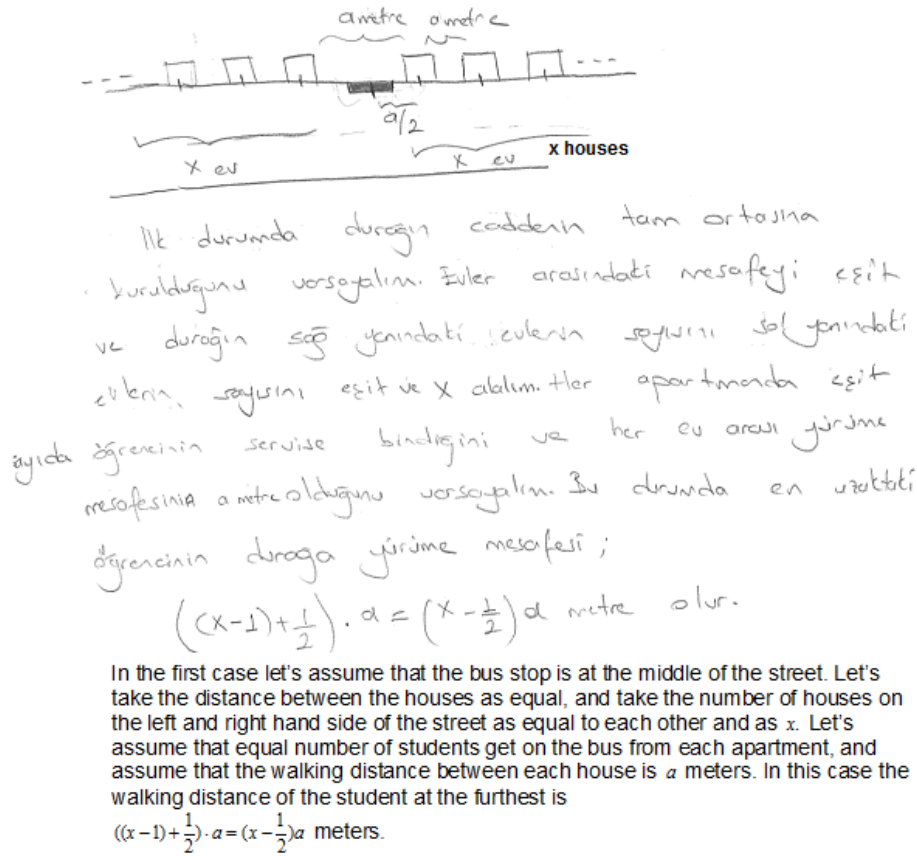 a metre a metre
a/2
x ev x ev x houses
İlk durumda durağın caddenin tam ortasına
kurulduğunu varsayalım. Evler arasındaki mesafeyi eşit
ve durağın sağ yanındaki evlerin sayısını sol yanındaki
evlerin sayısını eşit ve x alalım. Her apartmanda eşit
sayıda öğrencinin servise bindiğini ve her ev arası yürüme
mesafesinin a metre olduğunu varsayalım. Bu durumda en uzaktaki
öğrencinin durağa yürüme mesafesi ;
((x-1)+1/2).a = (x-1/2)a metre olur.
In the first case let's assume that the bus stop is at the middle of the street. Let's
take the distance between the houses as equal, and take the number of houses on
the left and right hand side of the street as equal to each other and as x. Let's
assume that equal number of students get on the bus from each apartment, and
assume that the walking distance between each house is a meters. In this case the
walking distance of the student at the furthest is
((x-1)+1/2)·a=(x-1/2)a meters.